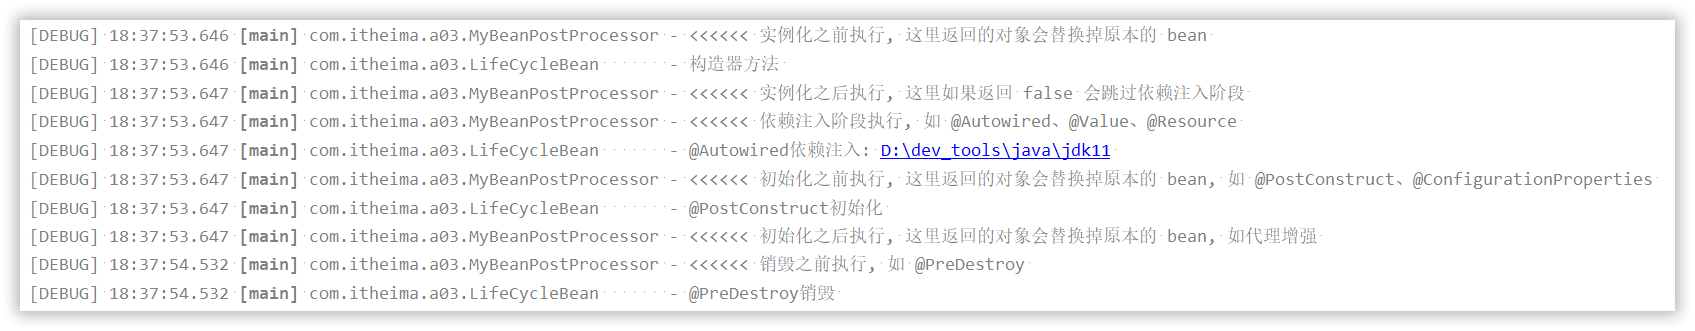 [DEBUG] 18:37:53.646 [main] com.itheima.a03.MyBeanPostProcessor - <<<<<< 实例化之前执行, 这里返回的对象会替换掉原本的 bean
[DEBUG] 18:37:53.646 [main] com.itheima.a03.LifeCycleBean - 构造器方法
[DEBUG] 18:37:53.647 [main] com.itheima.a03.MyBeanPostProcessor - <<<<<< 实例化之后执行, 这里如果返回 false 会跳过依赖注入阶段
[DEBUG] 18:37:53.647 [main] com.itheima.a03.MyBeanPostProcessor - <<<<<< 依赖注入阶段执行, 如 @Autowired、@Value、@Resource
[DEBUG] 18:37:53.647 [main] com.itheima.a03.LifeCycleBean - @Autowired依赖注入: D:\dev_tools\java\jdk11
[DEBUG] 18:37:53.647 [main] com.itheima.a03.MyBeanPostProcessor - <<<<<< 初始化之前执行, 这里返回的对象会替换掉原本的 bean, 如 @PostConstruct、@ConfigurationProperties
[DEBUG] 18:37:53.647 [main] com.itheima.a03.LifeCycleBean - @PostConstruct初始化
[DEBUG] 18:37:53.647 [main] com.itheima.a03.MyBeanPostProcessor - <<<<<< 初始化之后执行, 这里返回的对象会替换掉原本的 bean, 如代理增强
[DEBUG] 18:37:54.532 [main] com.itheima.a03.MyBeanPostProcessor - <<<<<< 销毁之前执行, 如 @PreDestroy
[DEBUG] 18:37:54.532 [main] com.itheima.a03.LifeCycleBean - @PreDestroy销毁